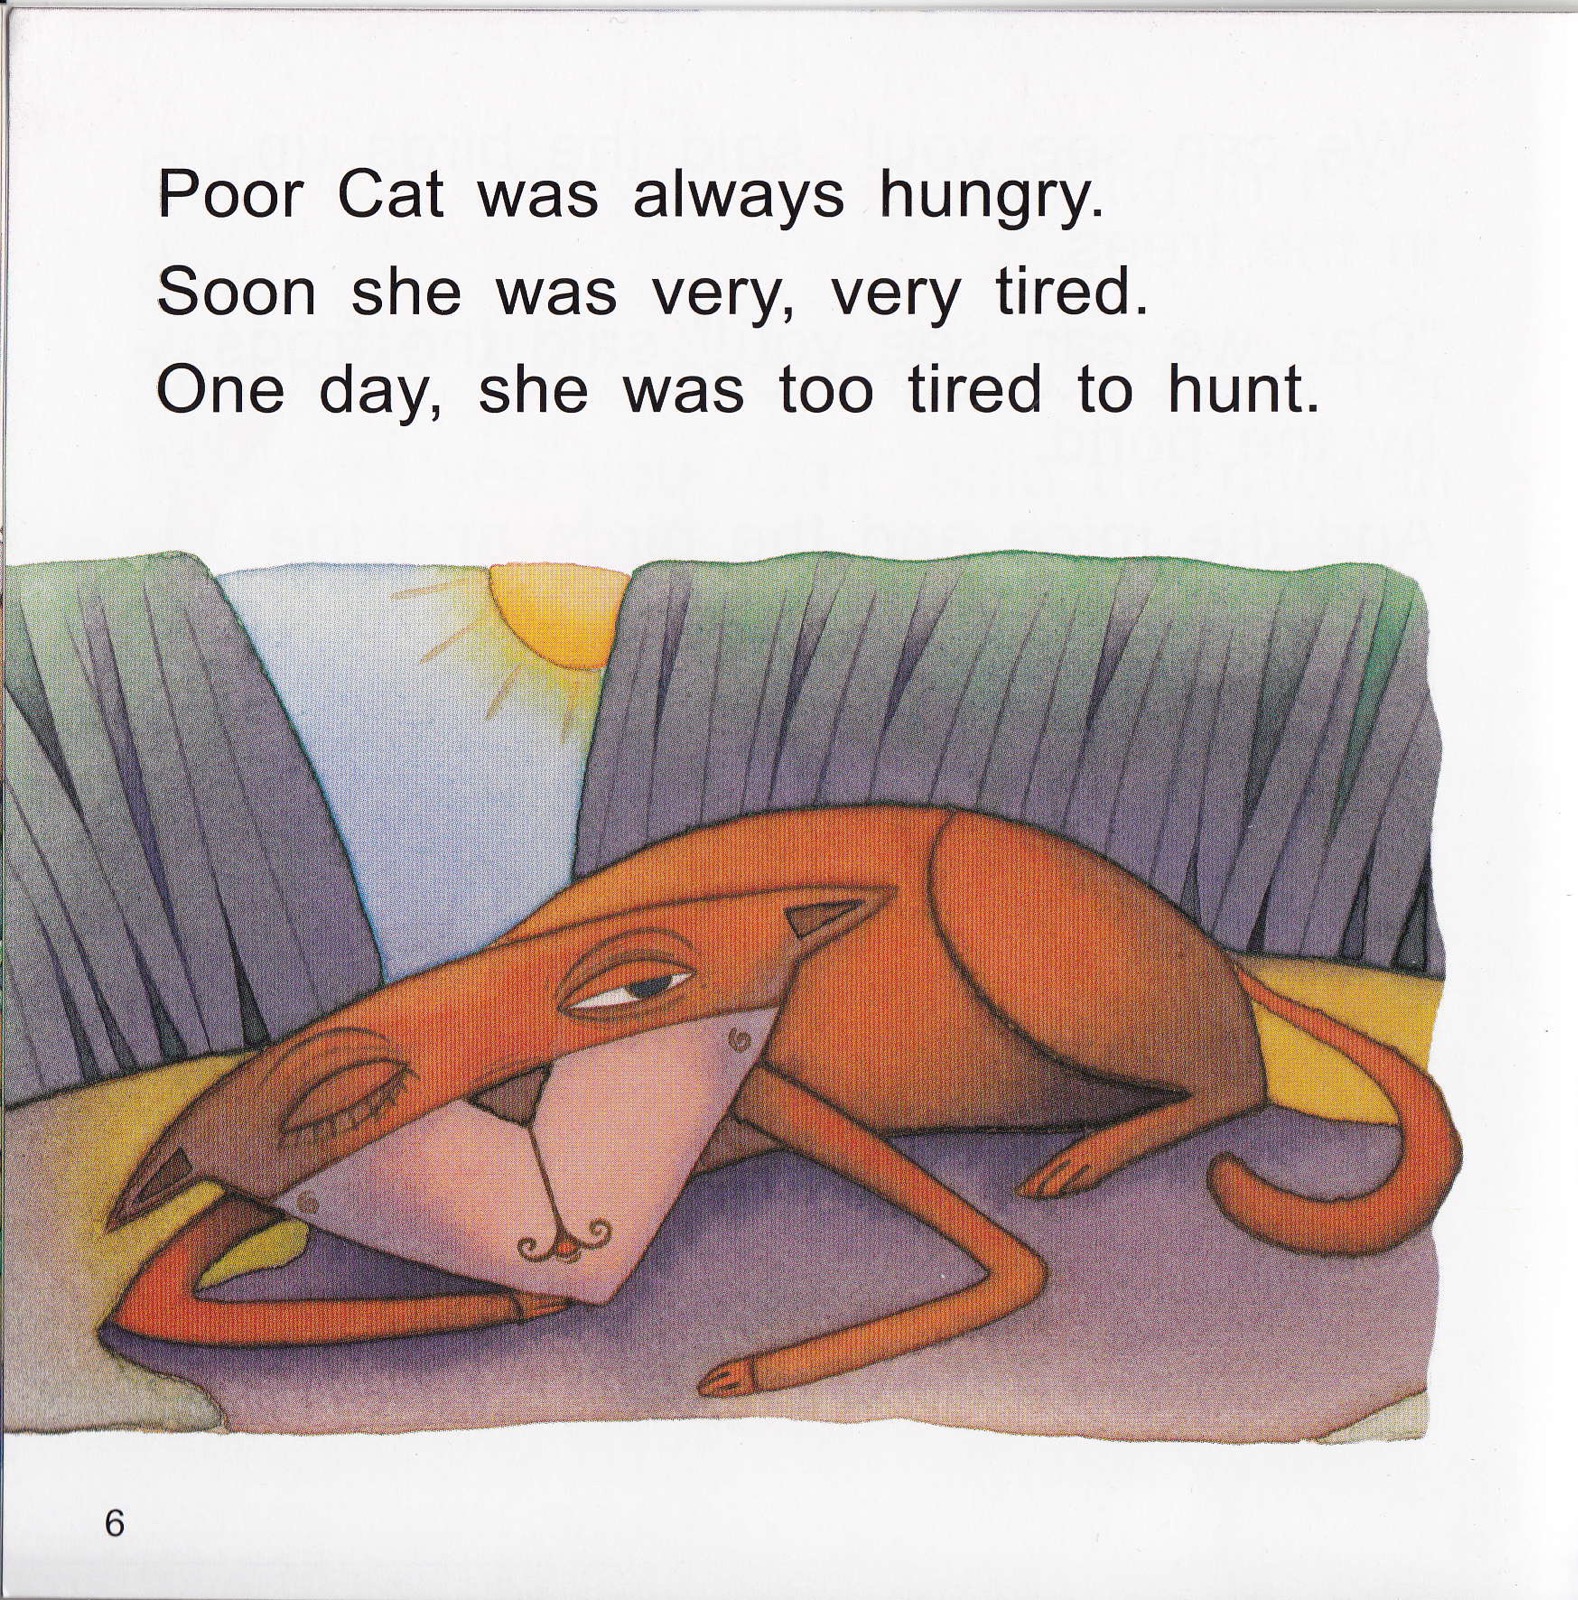 Poor Cat was always hungry.
Soon she was very, very tired.
One day, she was too tired to hunt.
6